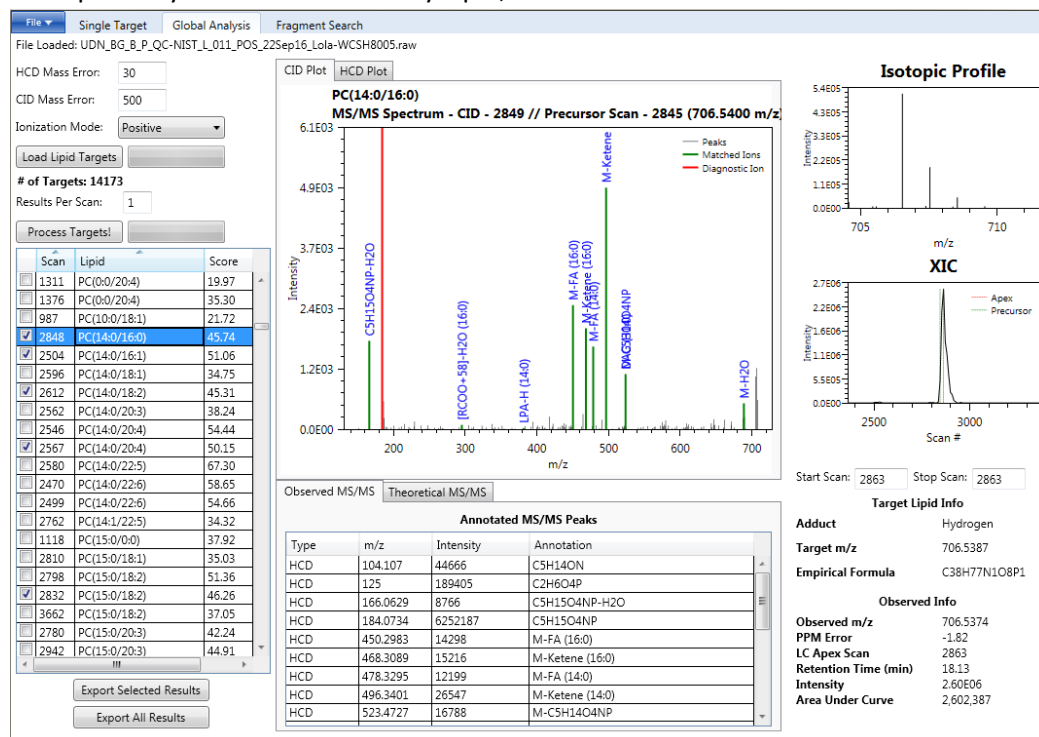 File Single Target Global Analysis Fragment Search
File Loaded: UDN_BG_B_P_QC-NIST_L_011_POS_22Sep16_Lola-WCSH8005.raw
HCD Mass Error: 30
CID Mass Error: 500
Ionization Mode: Positive
Load Lipid Targets
# of Targets: 14173
Results Per Scan: 1
Process Targets!
Scan Lipid Score
1311 PC(0:0/20:4) 19.97
1376 PC(0:0/20:4) 35.30
987 PC(10:0/18:1) 21.72
2848 PC(14:0/16:0) 45.74
2504 PC(14:0/16:1) 51.06
2596 PC(14:0/18:1) 34.75
2612 PC(14:0/18:2) 45.31
2562 PC(14:0/20:3) 38.24
2546 PC(14:0/20:4) 54.44
2567 PC(14:0/20:4) 50.15
2580 PC(14:0/22:5) 67.30
2470 PC(14:0/22:6) 58.65
2499 PC(14:0/22:6) 54.66
2762 PC(14:1/22:5) 34.32
1118 PC(15:0/0:0) 37.92
2810 PC(15:0/18:1) 35.03
2798 PC(15:0/18:2) 51.36
2832 PC(15:0/18:2) 46.26
3662 PC(15:0/18:2) 37.05
2780 PC(15:0/20:3) 42.24
2942 PC(15:0/20:3) 44.91
Export Selected Results
Export All Results
CID Plot HCD Plot
PC(14:0/16:0)
MS/MS Spectrum - CID - 2849 // Precursor Scan - 2845 (706.5400 m/z)
Peaks
Matched Ions
Diagnostic Ion
6.1E03
4.9E03
3.7E03
2.4E03
1.2E03
0.0E00
Intensity
C5H15O4NP-H2O
[RCOO+58]-H2O (16:0)
LPA-H (14:0)
M-FA (16:0)
M-Ketene (16:0)
M-FA (14:0)
M-Ketene
M-H2O
200 300 400 500 600 700
m/z
Observed MS/MS Theoretical MS/MS
Annotated MS/MS Peaks
Type m/z Intensity Annotation
HCD 104.107 44666 C5H14ON
HCD 125 189405 C2H6O4P
HCD 166.0629 8766 C5H15O4NP-H2O
HCD 184.0734 6252187 C5H15O4NP
HCD 450.2983 14298 M-FA (16:0)
HCD 468.3089 15216 M-Ketene (16:0)
HCD 478.3295 12199 M-FA (14:0)
HCD 496.3401 26547 M-Ketene (14:0)
HCD 523.4727 16788 M-C5H14O4NP
Isotopic Profile
5.4E05
4.3E05
3.3E05
2.2E05
1.1E05
0.0E00
Intensity
705 710
m/z
XIC
2.7E06
1.6E06
1.1E06
5.5E05
0.0E00
Intensity
Apex
Precursor
2500 3000
Scan #
Start Scan: 2863 Stop Scan: 2863
Target Lipid Info
Adduct Hydrogen
Target m/z 706.5387
Empirical Formula C38H77N1O8P1
Observed Info
Observed m/z 706.5374
PPM Error -1.82
LC Apex Scan 2863
Retention Time (min) 18.13
Intensity 2.60E06
Area Under Curve 2,602,387